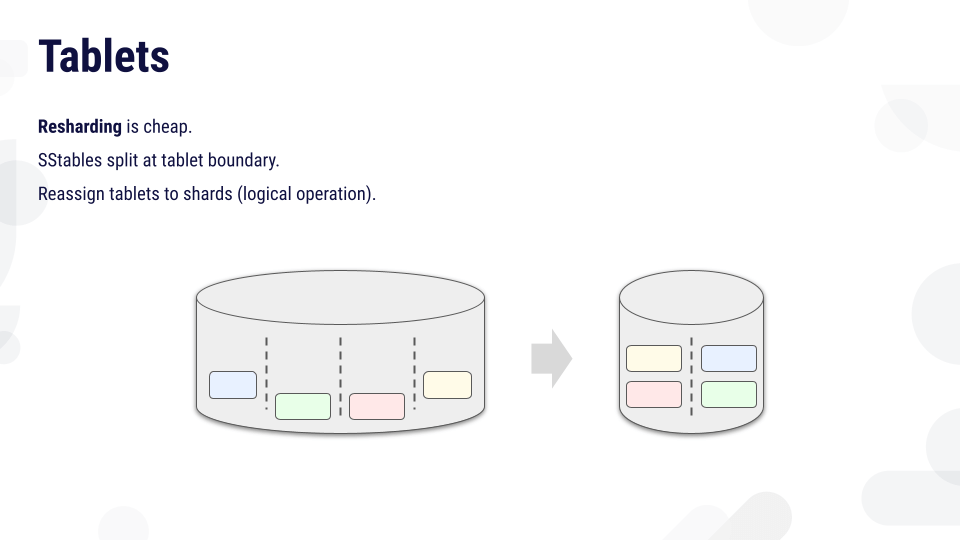 Tablets
Resharding is cheap.
SStables split at tablet boundary.
Reassign tablets to shards (logical operation).